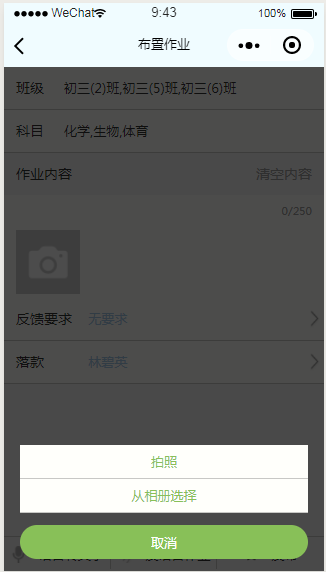 WeChat 9:43 100%
布置作业
班级 初三(2)班,初三(5)班,初三(6)班
科目 化学,生物,体育
作业内容 清空内容
0/250
反馈要求 无要求
落款 林碧英
拍照
从相册选择
取消